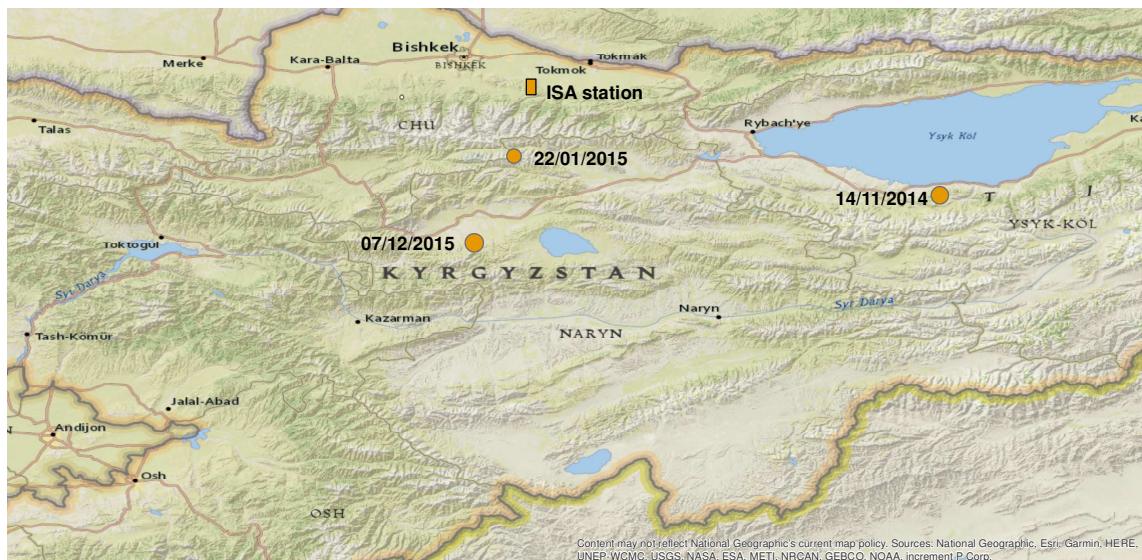 Bishkek
BISHKEK
Merke
Kara-Balta
Tokmak
Tokmok
ISA station
Talas
CHU
Rybach'ye
Ysyk Köl
Ka
22/01/2015
14/11/2014
T
I
YSYK-KÖL
07/12/2015
Toktogul
KYRGYZSTAN
Syr Darya
Syr Darya
Naryn
Kazarman
NARYN
Tash-Kömür
Jalal-Abad
N
Andijon
Osh
OSH
Content may not reflect National Geographic's current map policy. Sources: National Geographic, Esri, Garmin, HERE,
UNEP-WCMC, USGS, NASA, ESA, METI, NRCAN, GEBCO, NOAA, increment P Corp.